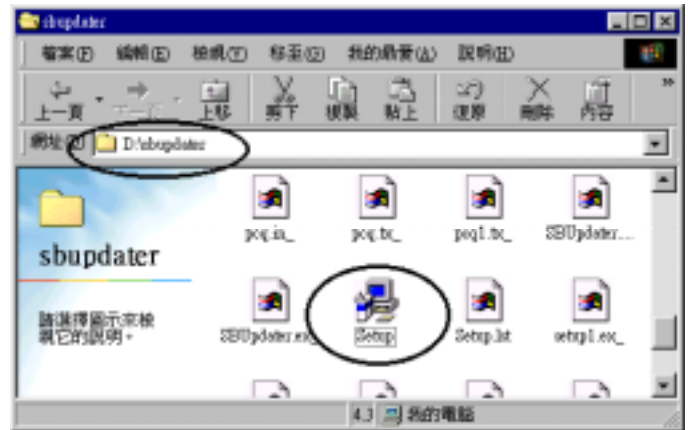 sbupdater
檔案(F) 編輯(E) 檢視(V) 移至(G) 我的最愛(A) 說明(H)
上一頁 下一頁 上移 剪下 複製 貼上 復原 刪除 內容 »
網址(D) D:\sbupdater
pcq.in_ pcq.tx_ pcq1.tx_ SBUpdater....
sbupdater
請選擇圖示來檢
視它的說明。
SBUpdater.ex_ Setup Setup.lst setup1.ex_
我的電腦